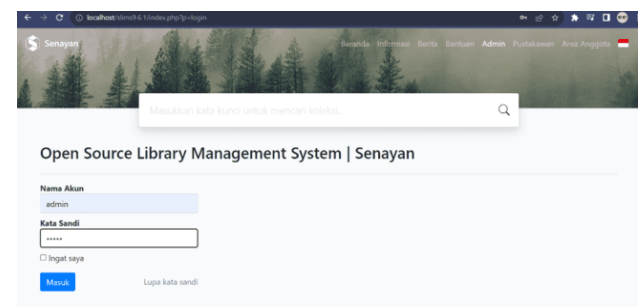 localhost/slims9.6.1/index.php?p=login
Senayan
Beranda Informasi Berita Bantuan Admin Pustakawan Area Anggota
Masukkan kata kunci untuk mencari koleksi...
Open Source Library Management System | Senayan
Nama Akun
admin
Kata Sandi
•••••
Ingat saya
Masuk Lupa kata sandi